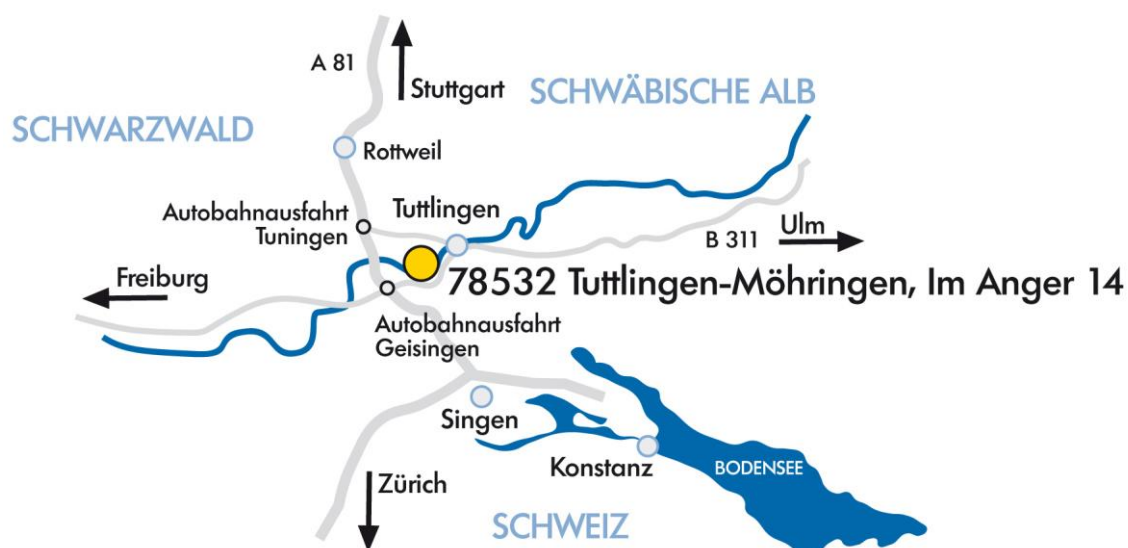 A 81
Stuttgart
SCHWÄBISCHE ALB
SCHWARZWALD
Rottweil
Autobahnausfahrt
Tuningen
Tuttlingen
B 311
Ulm
Freiburg
78532 Tuttlingen-Möhringen, Im Anger 14
Autobahnausfahrt
Geisingen
Singen
Konstanz
BODENSEE
Zürich
SCHWEIZ